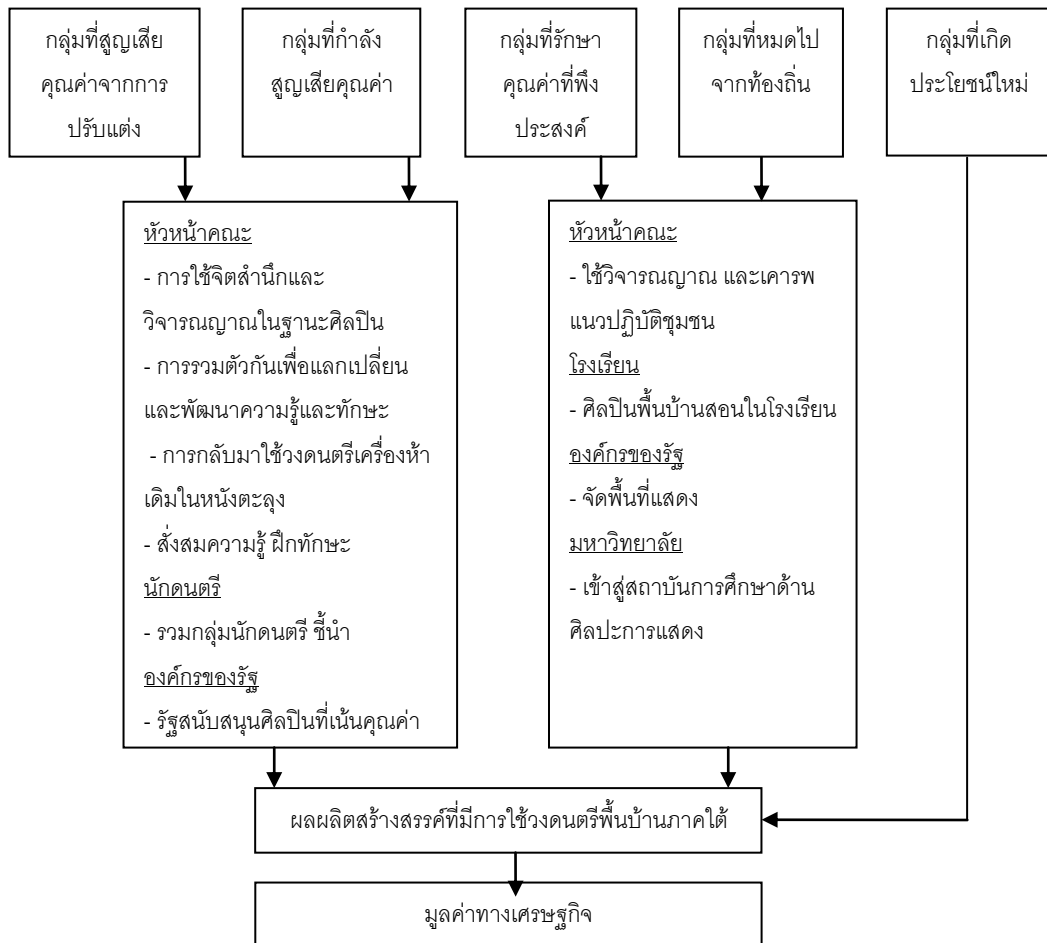 กลุ่มที่สูญเสีย
คุณค่าจากการ
ปรับแต่ง
กลุ่มที่กำลัง
สูญเสียคุณค่า
กลุ่มที่รักษา
คุณค่าที่พึง
ประสงค์
กลุ่มที่หมดไป
จากท้องถิ่น
กลุ่มที่เกิด
ประโยชน์ใหม่
หัวหน้าคณะ
- การใช้จิตสำนึกและ
วิจารณญาณในฐานะศิลปิน
- การรวมตัวกันเพื่อแลกเปลี่ยน
และพัฒนาความรู้และทักษะ
- การกลับมาใช้วงดนตรีเครื่องห้า
เดิมในหนังตะลุง
- สั่งสมความรู้ ฝึกทักษะ
นักดนตรี
- รวมกลุ่มนักดนตรี ชี้นำ
องค์กรของรัฐ
- รัฐสนับสนุนศิลปินที่เน้นคุณค่า
หัวหน้าคณะ
- ใช้วิจารณญาณ และเคารพ
แนวปฏิบัติชุมชน
โรงเรียน
- ศิลปินพื้นบ้านสอนในโรงเรียน
องค์กรของรัฐ
- จัดพื้นที่แสดง
มหาวิทยาลัย
- เข้าสู่สถาบันการศึกษาด้าน
ศิลปะการแสดง
ผลผลิตสร้างสรรค์ที่มีการใช้วงดนตรีพื้นบ้านภาคใต้
มูลค่าทางเศรษฐกิจ